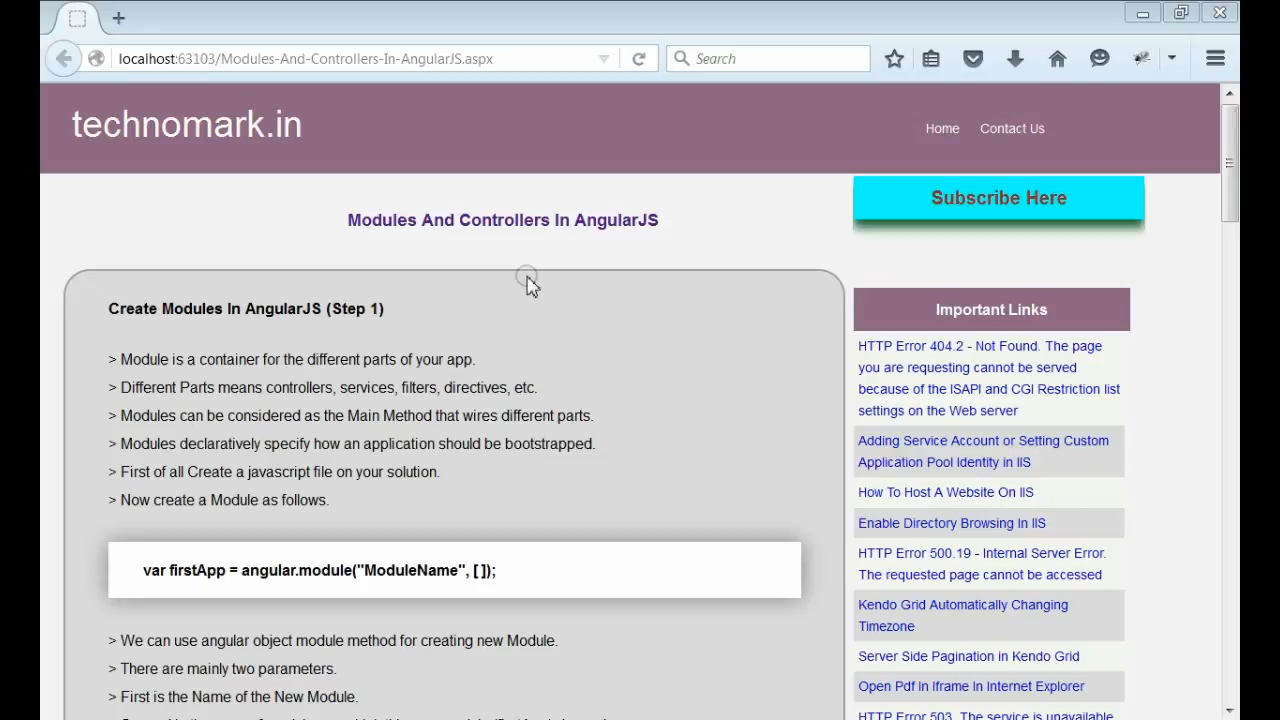 localhost:63103/Modules-And-Controllers-In-AngularJS.aspx
Search
technomark.in
Home
Contact Us
Subscribe Here
Modules And Controllers In AngularJS
Create Modules In AngularJS (Step 1)
> Module is a container for the different parts of your app.
> Different Parts means controllers, services, filters, directives, etc.
> Modules can be considered as the Main Method that wires different parts.
> Modules declaratively specify how an application should be bootstrapped.
> First of all Create a javascript file on your solution.
> Now create a Module as follows.
var firstApp = angular.module("ModuleName", [ ]);
> We can use angular object module method for creating new Module.
> There are mainly two parameters.
> First is the Name of the New Module.
Important Links
HTTP Error 404.2 - Not Found. The page
you are requesting cannot be served
because of the ISAPI and CGI Restriction list
settings on the Web server
Adding Service Account or Setting Custom
Application Pool Identity in IIS
How To Host A Website On IIS
Enable Directory Browsing In IIS
HTTP Error 500.19 - Internal Server Error.
The requested page cannot be accessed
Kendo Grid Automatically Changing
Timezone
Server Side Pagination in Kendo Grid
Open Pdf In Iframe In Internet Explorer
HTTP Error 503. The service is unavailable